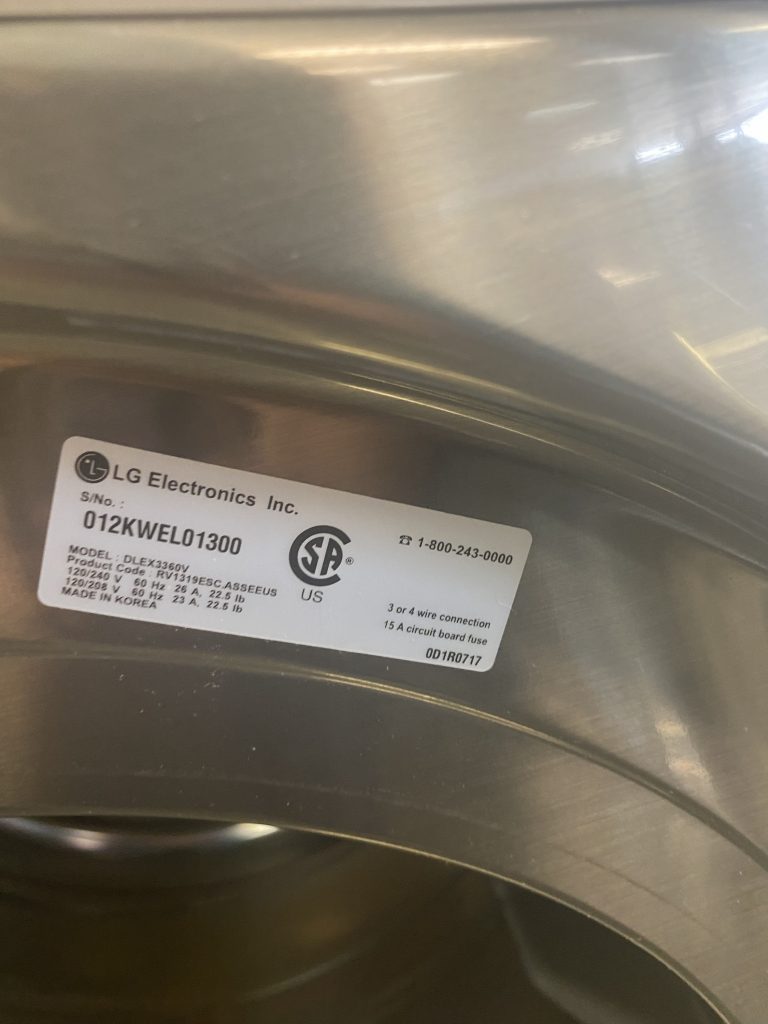 LG Electronics Inc.
S/No. :
012KWEL01300
MODEL : DLEX3360V
Product Code : RV1319ESC.ASSEEUS
120/240 V 60 Hz 26 A, 22.5 lb
120/208 V 60 Hz 23 A, 22.5 lb
MADE IN KOREA
SA ®
US
☎ 1-800-243-0000
3 or 4 wire connection
15 A circuit board fuse
0D1R0717